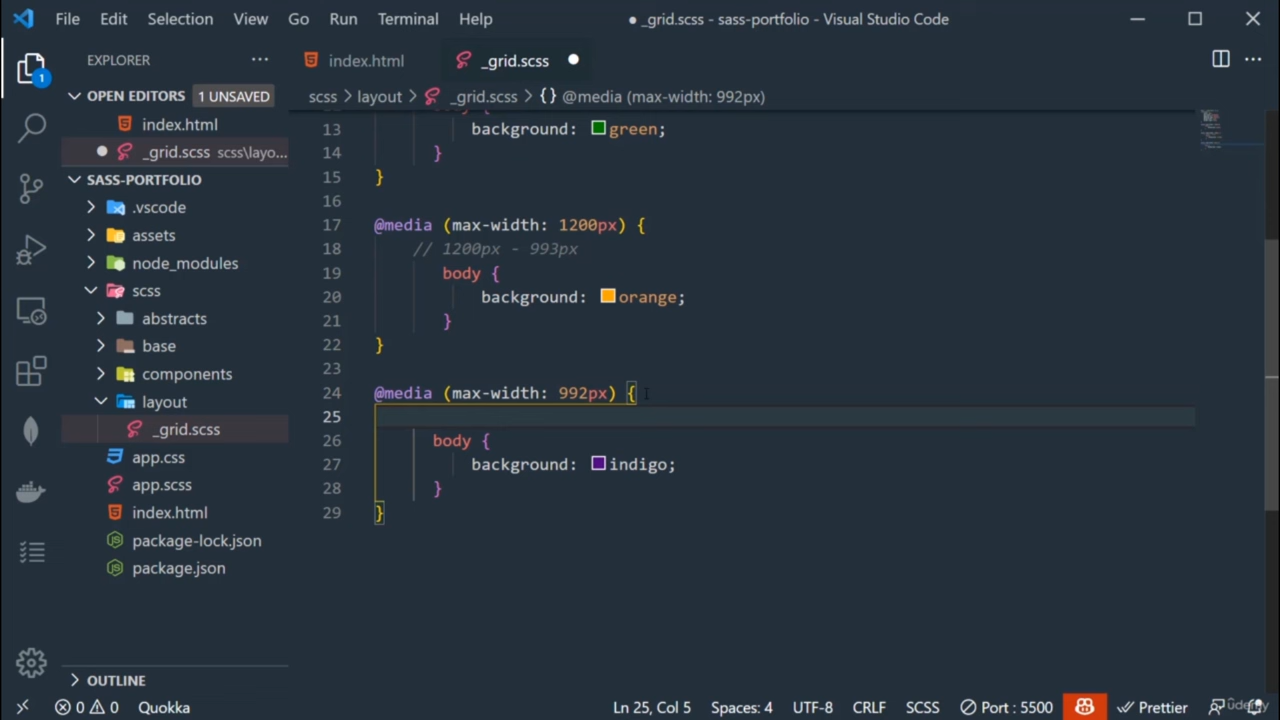 File Edit Selection View Go Run Terminal Help
● _grid.scss - sass-portfolio - Visual Studio Code
EXPLORER
index.html
_grid.scss
OPEN EDITORS 1 UNSAVED
scss > layout > _grid.scss > {} @media (max-width: 992px)
index.html
_grid.scss scss\layo...
SASS-PORTFOLIO
.vscode
assets
node_modules
scss
abstracts
base
components
layout
_grid.scss
app.css
app.scss
index.html
package-lock.json
package.json
OUTLINE
1
13 background: green;
14 }
15 }
16
17 @media (max-width: 1200px) {
18 // 1200px - 993px
19 body {
20 background: orange;
21 }
22 }
23
24 @media (max-width: 992px) {
25
26 body {
27 background: indigo;
28 }
29 }
0 0 Quokka Ln 25, Col 5 Spaces: 4 UTF-8 CRLF SCSS Port : 5500 Prettier
udemy